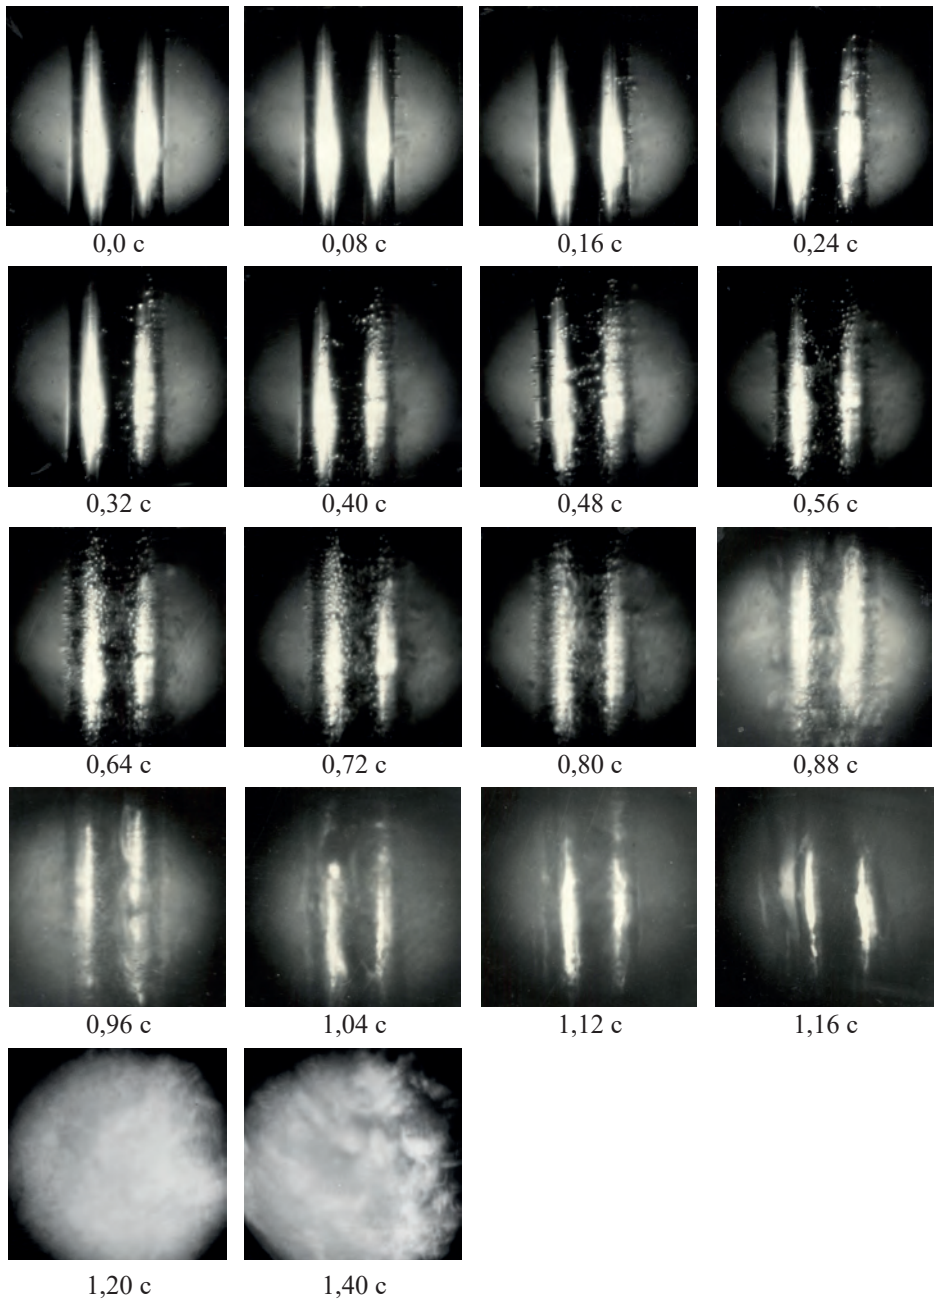 0,0 с
0,08 с
0,16 с
0,24 с
0,32 с
0,40 с
0,48 с
0,56 с
0,64 с
0,72 с
0,80 с
0,88 с
0,96 с
1,04 с
1,12 с
1,16 с
1,20 с
1,40 с